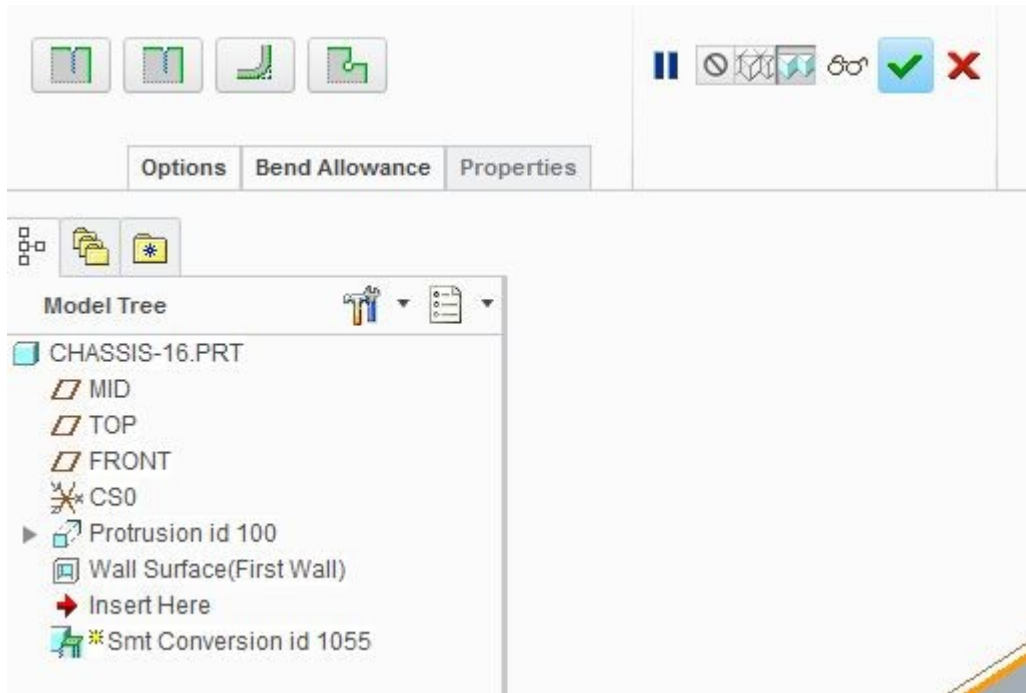 Options Bend Allowance Properties
Model Tree
CHASSIS-16.PRT
MID
TOP
FRONT
CS0
Protrusion id 100
Wall Surface(First Wall)
Insert Here
Smt Conversion id 1055